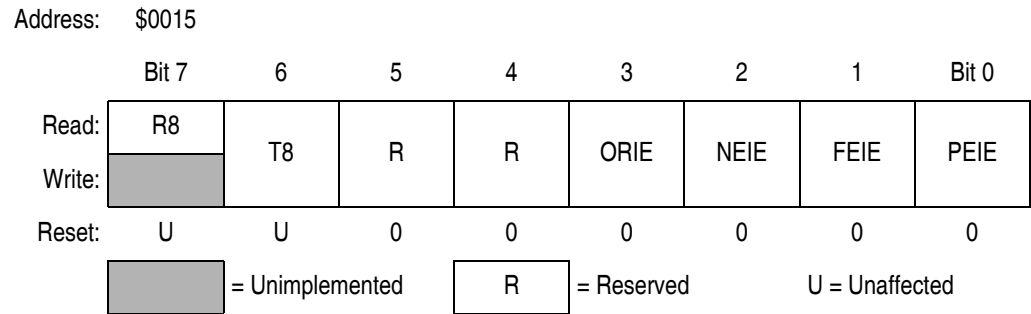 Address: $0015
Bit 7 6 5 4 3 2 1 Bit 0
Read: R8 T8 R R ORIE NEIE FEIE PEIE
Write:
Reset: U U 0 0 0 0 0 0
= Unimplemented R = Reserved U = Unaffected